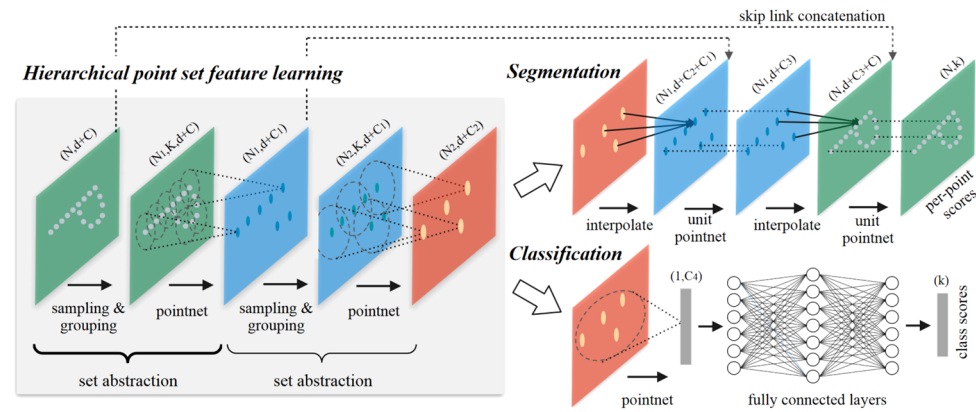 skip link concatenation
Hierarchical point set feature learning
Segmentation
(N,d+C)
(N1,K,d+C)
(N1,d+C1)
(N2,K,d+C1)
(N2,d+C2)
(N1,d+C2+C1)
(N1,d+C3)
(N,d+C3+C)
(N,k)
per-point
scores
interpolate
unit
pointnet
interpolate
unit
pointnet
sampling &
grouping
pointnet
sampling &
grouping
pointnet
set abstraction
set abstraction
Classification
(1,C4)
(k)
class scores
pointnet
fully connected layers